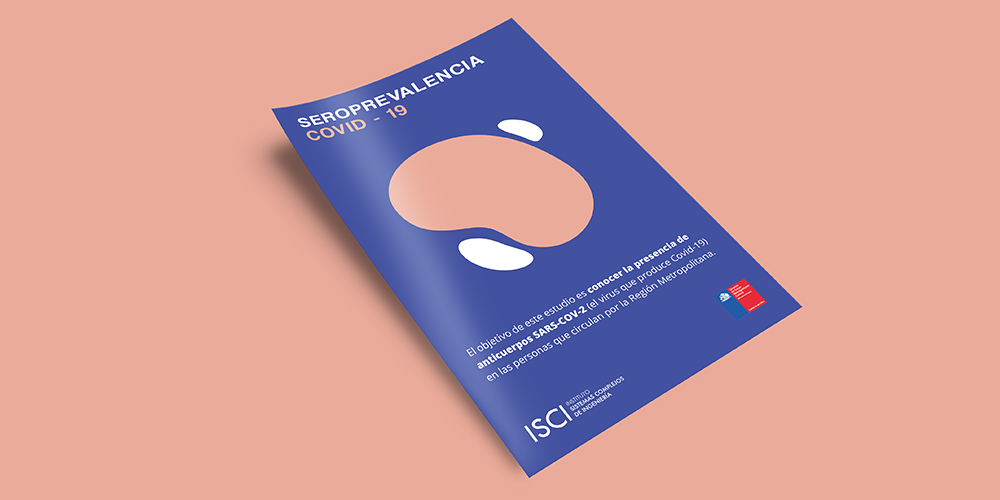 SEROPREVALENCIA
COVID - 19
El objetivo de este estudio es conocer la presencia de
anticuerpos SARS-COV-2 (el virus que produce Covid-19)
en las personas que circulan por la Región Metropolitana.
ISCI
INSTITUTO
SISTEMAS COMPLEJOS
DE INGENIERÍA